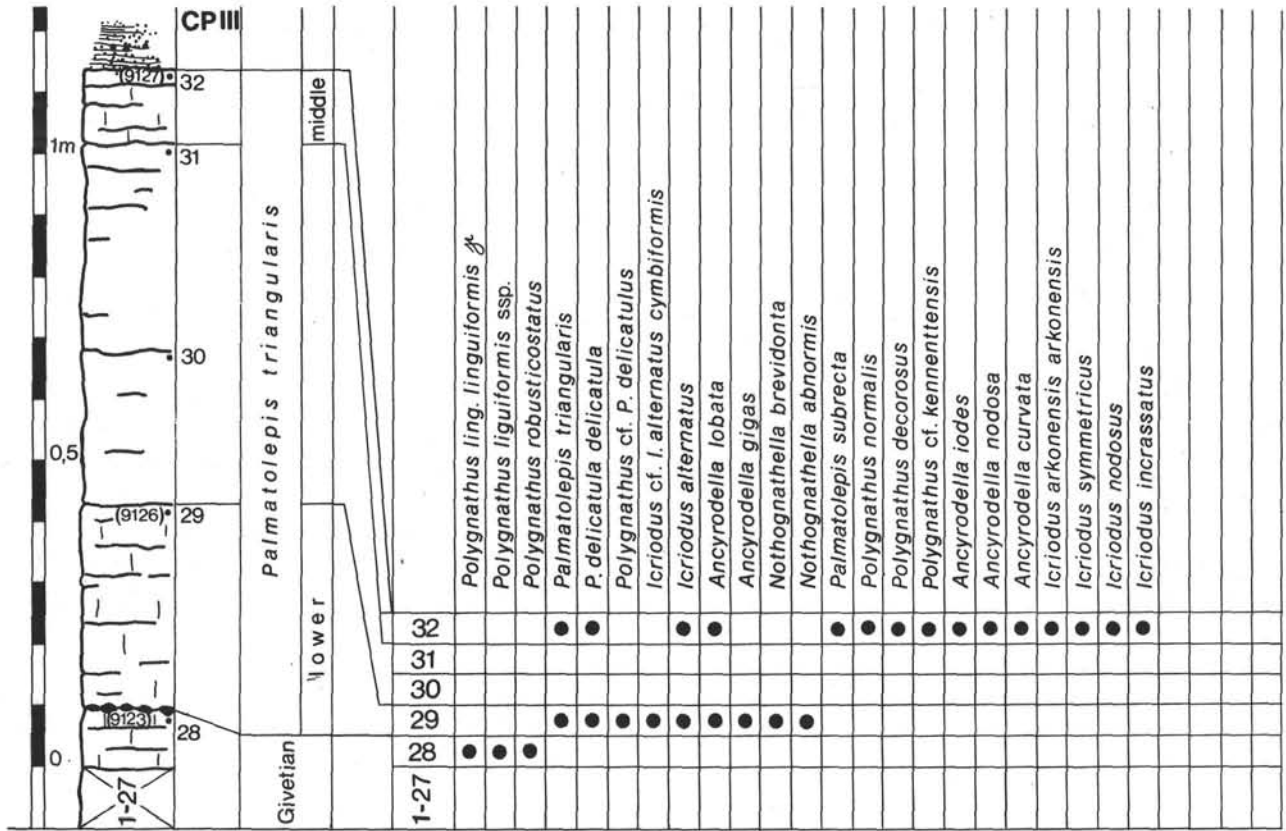 CP III
(9127)
32
1m
31
30
0,5
(9126)
29
(9123)
28
0
1-27
Palmatolepis triangularis
middle
lower
Givetian
Polygnathus ling. linguiformis γ
Polygnathus liguiformis ssp.
Polygnathus robusticostatus
Palmatolepis triangularis
P. delicatula delicatula
Polygnathus cf. P. delicatulus
Icriodus cf. I. alternatus cymbiformis
Icriodus alternatus
Ancyrodella lobata
Ancyrodella gigas
Nothognathella brevidonta
Nothognathella abnormis
Palmatolepis subrecta
Polygnathus normalis
Polygnathus decorosus
Polygnathus cf. kennenttensis
Ancyrodella iodes
Ancyrodella nodosa
Ancyrodella curvata
Icriodus arkonensis arkonensis
Icriodus symmetricus
Icriodus nodosus
Icriodus incrassatus
32
31
30
29
28
1-27